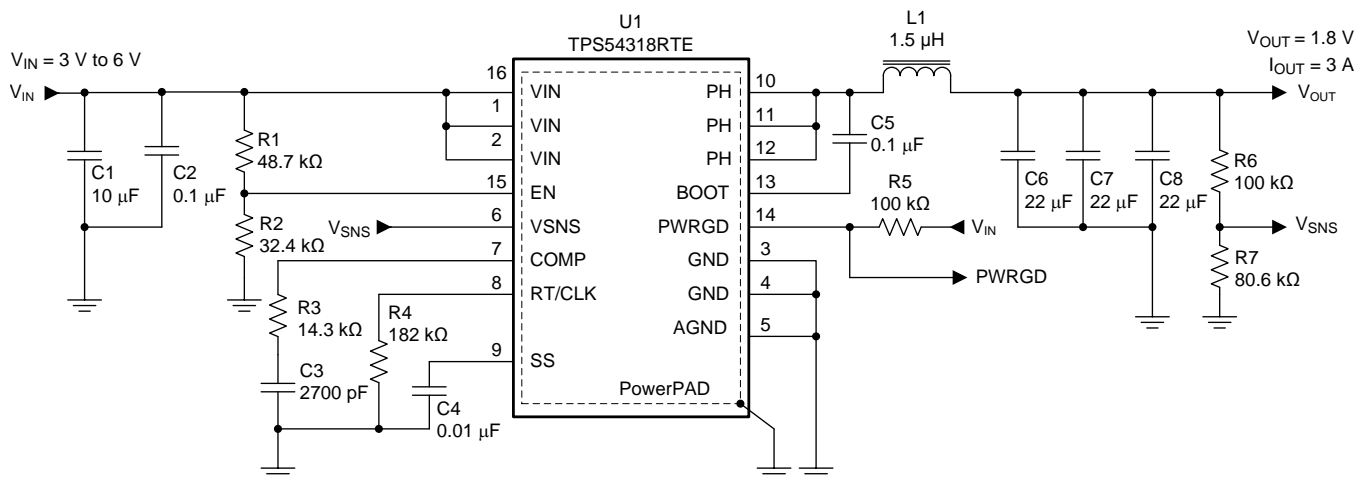 U1
TPS54318RTE
L1
1.5 µH
VIN = 3 V to 6 V
VIN
VOUT = 1.8 V
IOUT = 3 A
VOUT
16
VIN
1
VIN
2
VIN
15
EN
6
VSNS
7
COMP
8
RT/CLK
9
SS
PH
10
PH
11
PH
12
BOOT
13
PWRGD
14
GND
3
GND
4
AGND
5
PowerPAD
C1
10 µF
C2
0.1 µF
R1
48.7 kΩ
R2
32.4 kΩ
VSNS
R3
14.3 kΩ
R4
182 kΩ
C3
2700 pF
C4
0.01 µF
C5
0.1 µF
R5
100 kΩ
VIN
PWRGD
C6
22 µF
C7
22 µF
C8
22 µF
R6
100 kΩ
VSNS
R7
80.6 kΩ